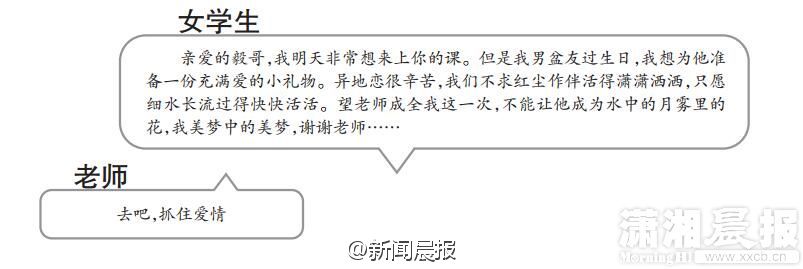 女学生
亲爱的毅哥,我明天非常想来上你的课。但是我男盆友过生日,我想为他准
备一份充满爱的小礼物。异地恋很辛苦,我们不求红尘作伴活得潇潇洒洒,只愿
细水长流过得快快活活。望老师成全我这一次,不能让他成为水中的月雾里的
花,我美梦中的美梦,谢谢老师……
老师
去吧,抓住爱情
@新闻晨报
潇湘晨报
www.xxcb.cn